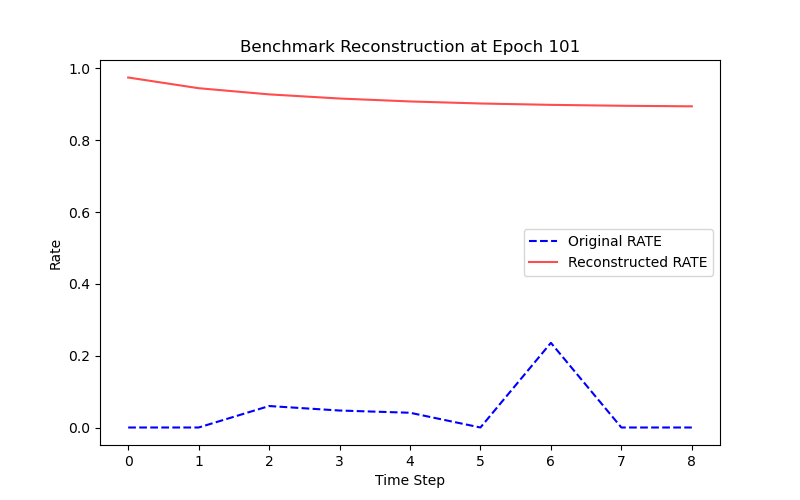 Benchmark Reconstruction at Epoch 101
1.0
0.8
0.6
0.4
0.2
0.0
Rate
Original RATE
Reconstructed RATE
0 1 2 3 4 5 6 7 8
Time Step